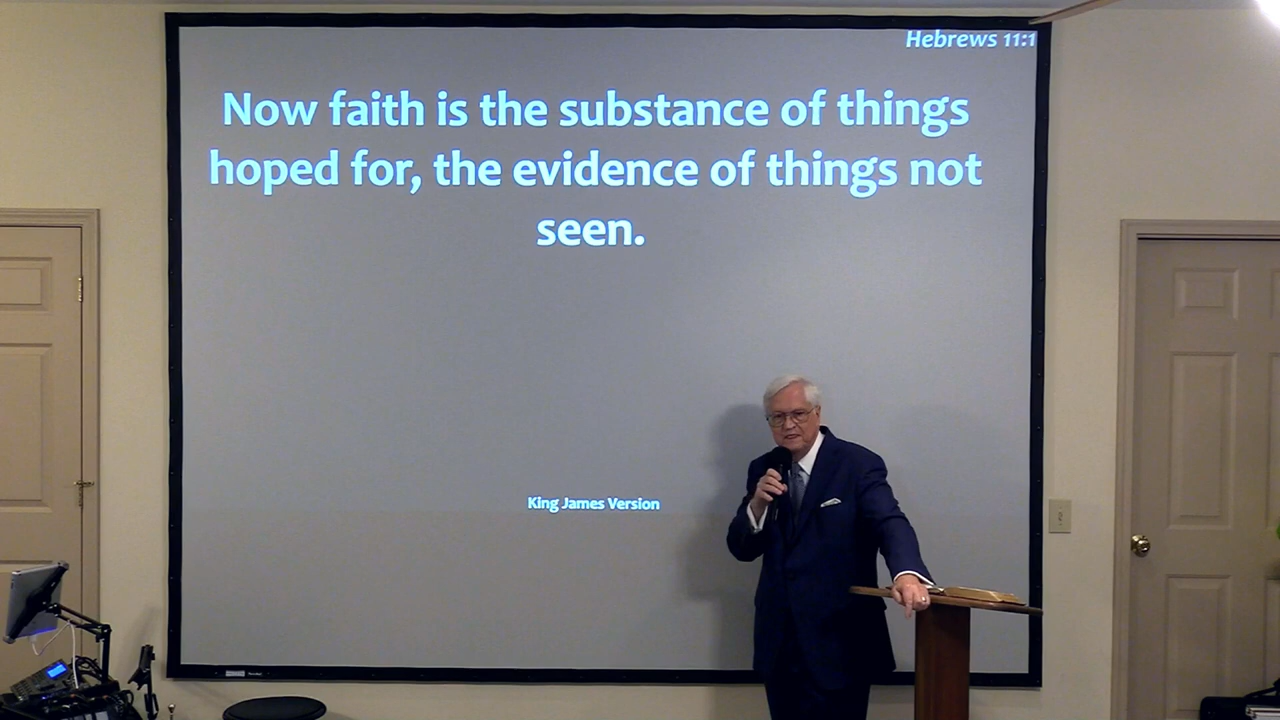 Hebrews 11:1
Now faith is the substance of things
hoped for, the evidence of things not
seen.
King James Version